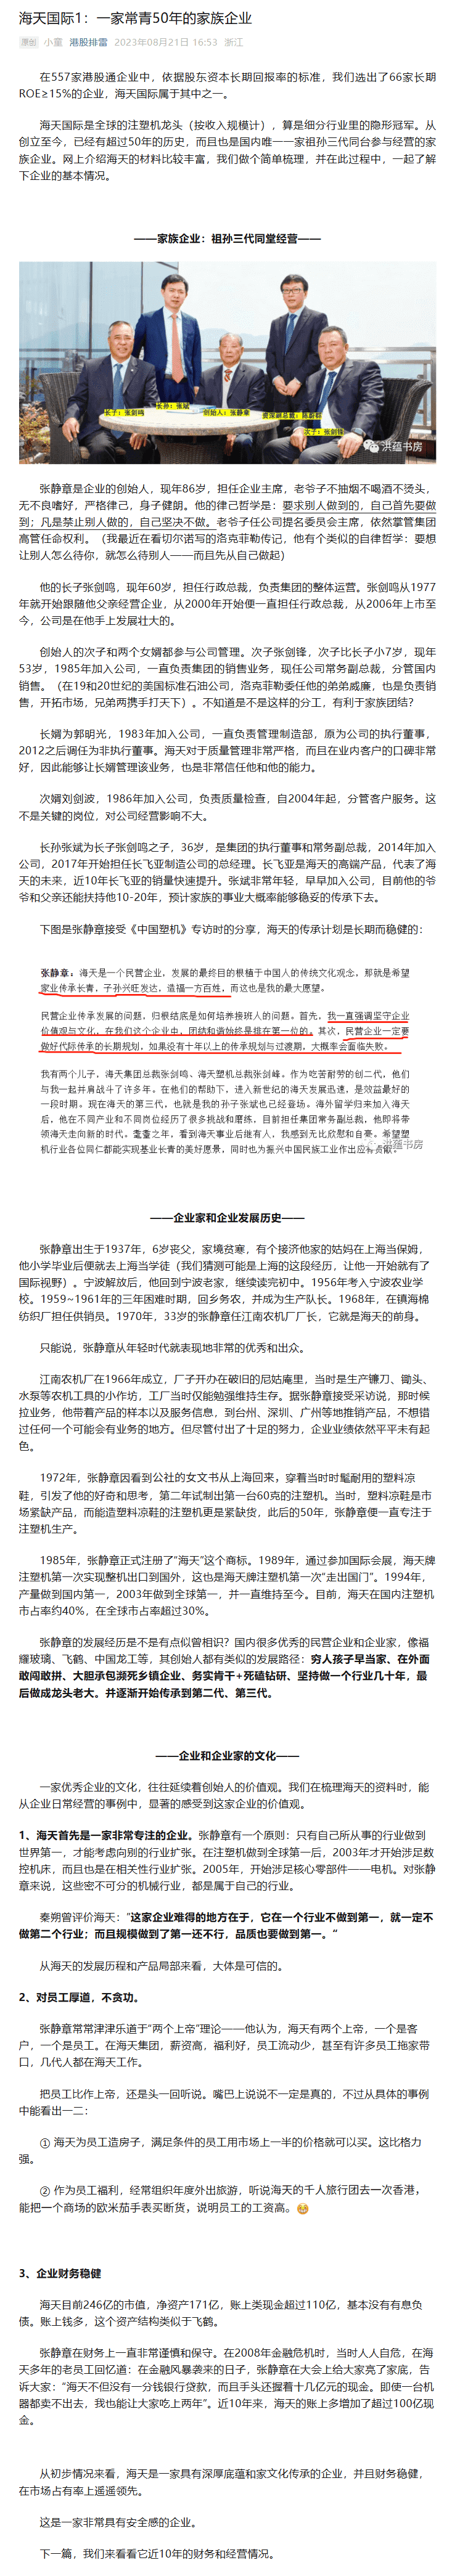 海天国际1：一家常青50年的家族企业
原创 小童 港股排雷 2023年08月21日 16:53 浙江
在557家港股通企业中，依据股东资本长期回报率的标准，我们选出了66家长期
ROE≥15%的企业，海天国际属于其中之一。
海天国际是全球的注塑机龙头（按收入规模计），算是细分行业里的隐形冠军。从
创立至今，已经有超过50年的历史，而且也是国内唯一一家祖孙三代同台参与经营的家
族企业。网上介绍海天的材料比较丰富，我们做个简单梳理，并在此过程中，一起了解
下企业的基本情况。
——家族企业：祖孙三代同堂经营——
长子：张剑鸣
长孙：张斌
创始人：张静章
资深副总裁：陈蔚群
次子：张剑锋
洪蕴书房
张静章是企业的创始人，现年86岁，担任企业主席，老爷子不抽烟不喝酒不烫头，
无不良嗜好，严格律己，身子健朗。他的律己哲学是：要求别人做到的，自己首先要做
到；凡是禁止别人做的，自己坚决不做。老爷子任公司提名委员会主席，依然掌管集团
高管任命权利。（我最近在看切尔诺写的洛克菲勒传记，他有个类似的自律哲学：要想
让别人怎么待你，就怎么待别人——而且先从自己做起）
他的长子张剑鸣，现年60岁，担任行政总裁，负责集团的整体运营。张剑鸣从1977
年就开始跟随他父亲经营企业，从2000年开始便一直担任行政总裁，从2006年上市至
今，公司是在他手上发展壮大的。
创始人的次子和两个女婿都参与公司管理。次子张剑锋，次子比长子小7岁，现年
53岁，1985年加入公司，一直负责集团的销售业务，现任公司常务副总裁，分管国内
销售。（在19和20世纪的美国标准石油公司，洛克菲勒委任他的弟弟威廉，也是负责销
售，开拓市场，兄弟两携手打天下）。不知道是不是这样的分工，有利于家族团结？
长婿为郭明光，1983年加入公司，一直负责管理制造部，原为公司的执行董事，
2012之后调任为非执行董事。海天对于质量管理非常严格，而且在业内客户的口碑非常
好，因此能够让长婿管理该业务，也是非常信任他和他的能力。
次婿刘剑波，1986年加入公司，负责质量检查，自2004年起，分管客户服务。这
不是关键的岗位，对公司经营影响不大。
长孙张斌为长子张剑鸣之子，36岁，是集团的执行董事和常务副总裁，2014年加入
公司，2017年开始担任长飞亚制造公司的总经理。长飞亚是海天的高端产品，代表了海
天的未来，近10年长飞亚的销量快速提升。张斌非常年轻，早早加入公司，目前他的爷
爷和父亲还能扶持他10-20年，预计家族的事业大概率能够稳妥的传承下去。
下图是张静章接受《中国塑机》专访时的分享，海天的传承计划是长期而稳健的：
张静章：海天是一个民营企业，发展的最终目的根植于中国人的传统文化观念，那就是希望
家业传承长青，子孙兴旺发达，造福一方百姓，而这也是我的最大愿望。
民营企业传承发展的问题，归根结底是如何培养接班人的问题。首先，我一直强调坚守企业
价值观与文化，在我们这个企业中，团结和谐始终是排在第一位的。其次，民营企业一定要
做好代际传承的长期规划，如果没有十年以上的传承规划与过渡期，大概率会面临失败。
我有两个儿子，海天集团总裁张剑鸣、海天塑机总裁张剑峰。作为吃苦耐劳的创二代，他们
与我一起并肩战斗了许多年，在他们的帮助下，进入新世纪的海天发展迅速，是效益最好的
一段时期。现在海天的第三代，也就是我的孙子张斌也已经登场。海外留学归来加入海天
后，他在不同产业和不同岗位经历了很多挑战和磨练，目前担任集团常务副总裁，他即将带
领海天走向新的时代。耄耋之年，看到海天事业后继有人，我感到无比欣慰和自豪。希望塑
机行业各位同仁都能实现基业长青的美好愿景，同时也为振兴中国民族工业作出应有贡献。
洪蕴书房
——企业家和企业发展历史——
张静章出生于1937年，6岁丧父，家境贫寒，有个接济他家的姑妈在上海当保姆，
他小学毕业后便就去上海当学徒（我们猜测可能是上海的这段经历，让他一开始就有了
国际视野）。宁波解放后，他回到宁波老家，继续读完初中。1956年考入宁波农业学
校。1959~1961年的三年困难时期，回乡务农，并成为生产队长。1968年，在镇海棉
纺织厂担任供销员。1970年，33岁的张静章任江南农机厂厂长，它就是海天的前身。
只能说，张静章从年轻时代就表现地非常的优秀和出众。
江南农机厂在1966年成立，厂子开办在破旧的尼姑庵里，当时是生产镰刀、锄头、
水泵等农机工具的小作坊，工厂当时仅能勉强维持生存。据张静章接受采访说，那时候
拉业务，他带着产品的样本以及服务信息，到台州、深圳、广州等地推销产品，不想错
过任何一个可能会有业务的地方。但尽管付出了十足的努力，企业业绩依然平平未有起
色。
1972年，张静章因看到公社的女文书从上海回来，穿着当时时髦耐用的塑料凉
鞋，引发了他的好奇和思考，第二年试制出第一台60克的注塑机。当时，塑料凉鞋是市
场紧缺产品，而能造塑料凉鞋的注塑机更是紧缺货，此后的50年，张静章便一直专注于
注塑机生产。
1985年，张静章正式注册了“海天”这个商标。1989年，通过参加国际会展，海天牌
注塑机第一次实现整机出口到国外，这也是海天牌注塑机第一次“走出国门”。1994年，
产量做到国内第一，2003年做到全球第一，并一直维持至今。目前，海天在国内注塑机
市占率约40%，在全球市占率超过30%。
张静章的发展经历是不是有点似曾相识？国内很多优秀的民营企业和企业家，像福
耀玻璃、飞鹤、中国龙工等，其创始人都有类似的发展路径：穷人孩子早当家、在外面
敢闯敢拼、大胆承包濒死乡镇企业、务实肯干+死磕钻研、坚持做一个行业几十年，最
后做成龙头老大。并逐渐开始传承到第二代、第三代。
——企业和企业家的文化——
一家优秀企业的文化，往往延续着创始人的价值观。我们在梳理海天的资料时，能
从企业日常经营的事例中，显著的感受到这家企业的价值观。
1、海天首先是一家非常专注的企业。张静章有一个原则：只有自己所从事的行业做到
世界第一，才能考虑向别的行业扩张。在注塑机做到全球第一后，2003年才开始涉足数
控机床，而且也是在相关性行业扩张。2005年，开始涉足核心零部件——电机。对张静
章来说，这些密不可分的机械行业，都是属于自己的行业。
秦朔曾评价海天：“这家企业难得的地方在于，它在一个行业不做到第一，就一定不
做第二个行业；而且规模做到了第一还不行，品质也要做到第一。“
从海天的发展历程和产品局部来看，大体是可信的。
2、对员工厚道，不贪功。
张静章常常津津乐道于“两个上帝”理论——他认为，海天有两个上帝，一个是客
户，一个是员工。在海天集团，薪资高，福利好，员工流动少，甚至有许多员工拖家带
口，几代人都在海天工作。
把员工比作上帝，还是头一回听说。嘴巴上说说不一定是真的，不过从具体的事例
中能看出一二：
① 海天为员工造房子，满足条件的员工用市场上一半的价格就可以买。这比格力
强。
② 作为员工福利，经常组织年度外出旅游，听说海天的千人旅行团去一次香港，
能把一个商场的欧米茄手表买断货，说明员工的工资高。
3、企业财务稳健
海天目前246亿的市值，净资产171亿，账上类现金超过110亿，基本没有有息负
债。账上钱多，这个资产结构类似于飞鹤。
张静章在财务上一直非常谨慎和保守。在2008年金融危机时，当时人人自危，在海
天多年的老员工回忆道：在金融风暴袭来的日子，张静章在大会上给大家亮了家底，告
诉大家：“海天不但没有一分钱银行贷款，而且手头还握着十几亿元的现金。即使一台机
器都卖不出去，我也能让大家吃上两年”。近10年来，海天的账上多增加了超过100亿现
金。
从初步情况来看，海天是一家具有深厚底蕴和家文化传承的企业，并且财务稳健，
在市场占有率上遥遥领先。
这是一家非常具有安全感的企业。
下一篇，我们来看看它近10年的财务和经营情况。